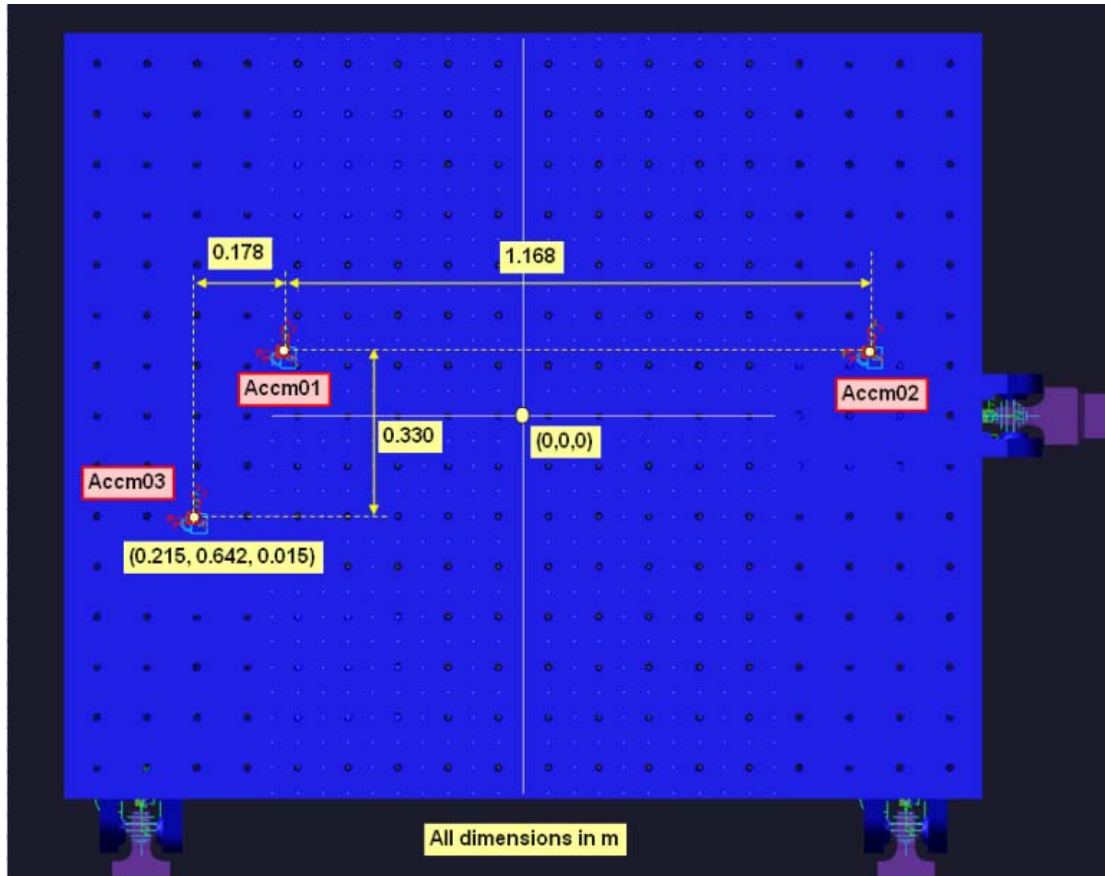 0.178
1.168
Accm01
Accm02
0.330
(0,0,0)
Accm03
(0.215, 0.642, 0.015)
All dimensions in m